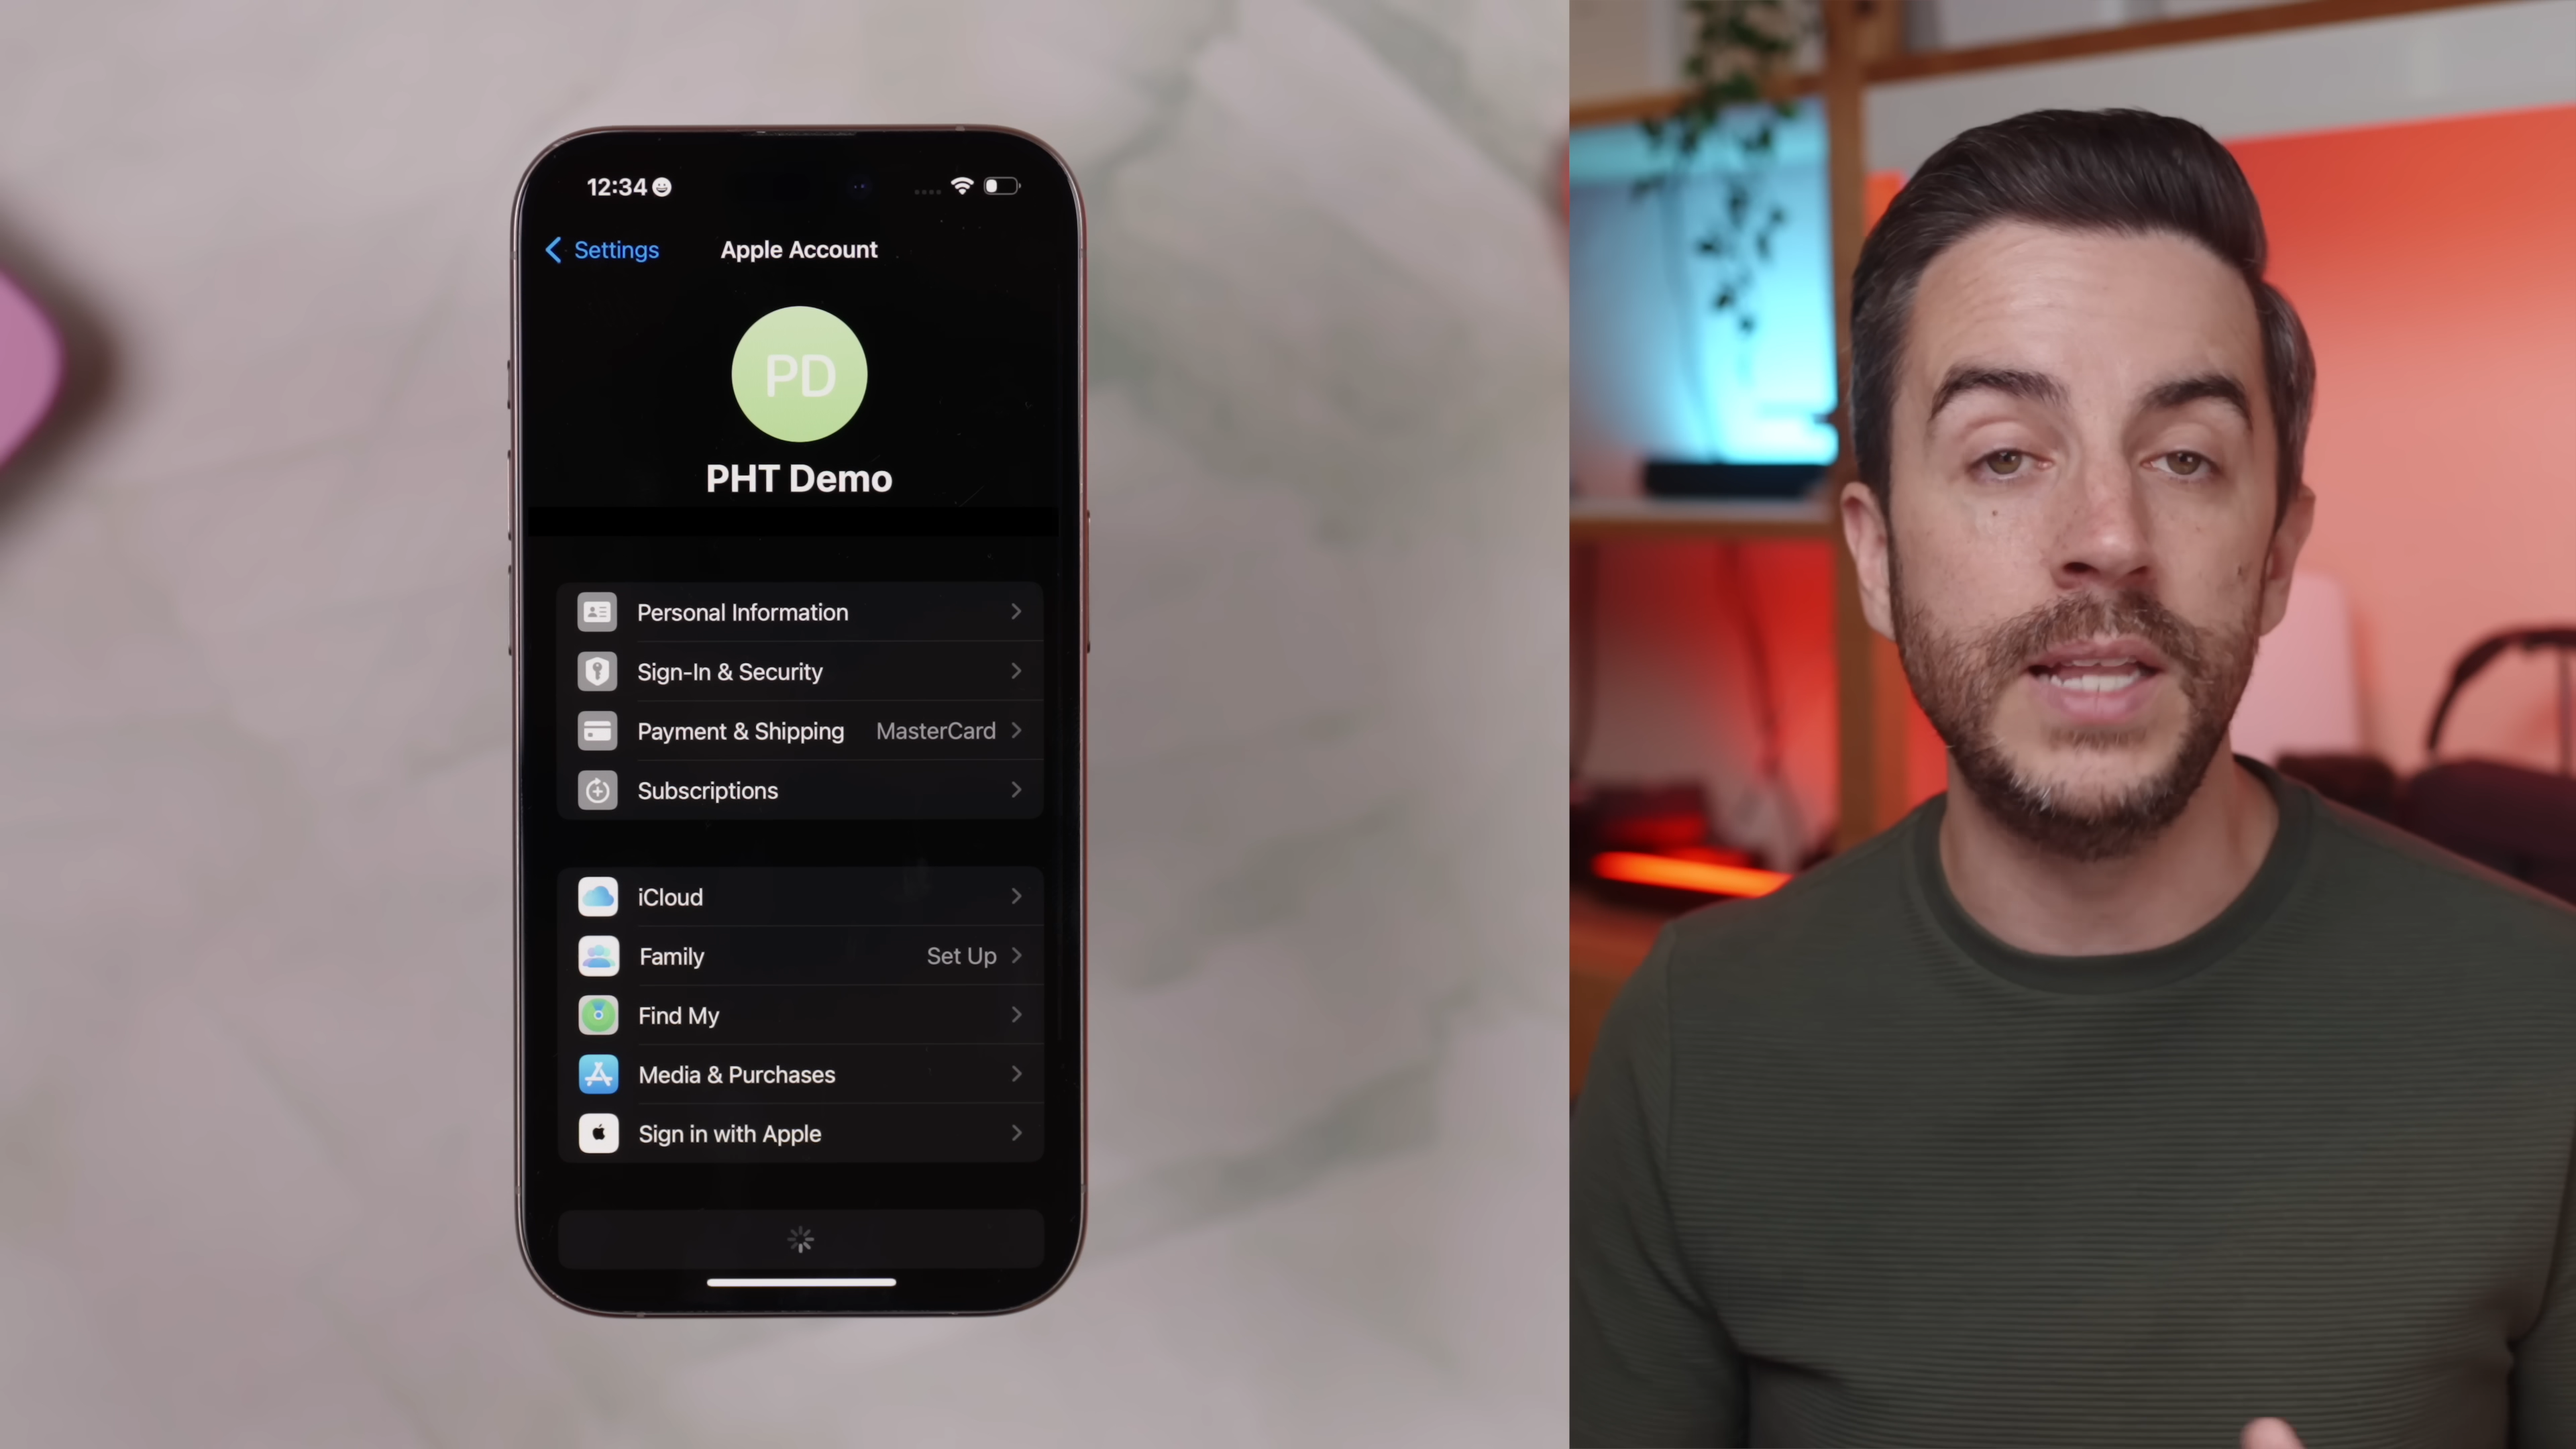 12:34
Settings
Apple Account
PD
PHT Demo
Personal Information
Sign-In & Security
Payment & Shipping MasterCard
Subscriptions
iCloud
Family Set Up
Find My
Media & Purchases
Sign in with Apple